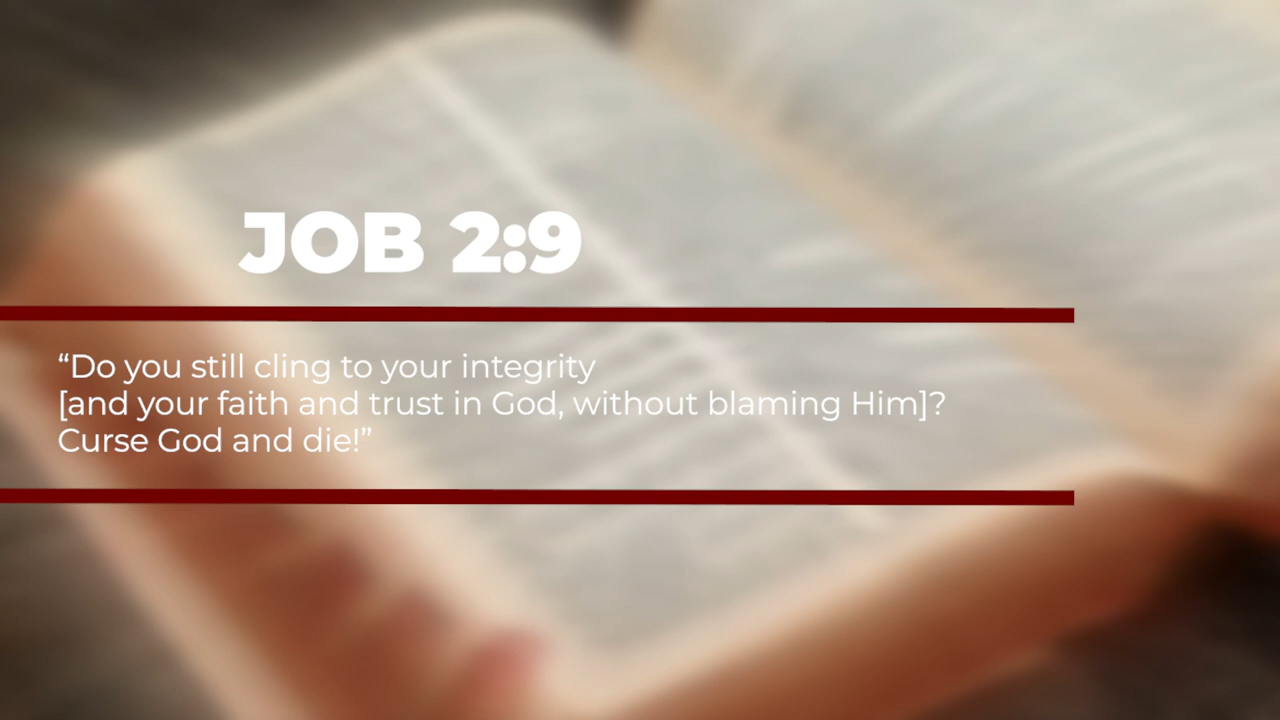 JOB 2:9
“Do you still cling to your integrity
[and your faith and trust in God, without blaming Him]?
Curse God and die!”